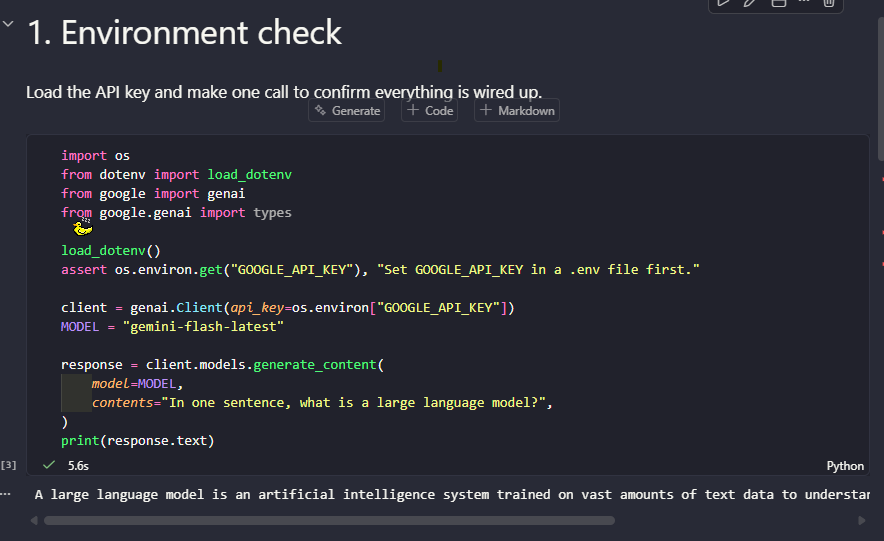 1. Environment check
Load the API key and make one call to confirm everything is wired up.
Generate
Code
Markdown
import os
from dotenv import load_dotenv
from google import genai
from google.genai import types
load_dotenv()
assert os.environ.get("GOOGLE_API_KEY"), "Set GOOGLE_API_KEY in a .env file first."
client = genai.Client(api_key=os.environ["GOOGLE_API_KEY"])
MODEL = "gemini-flash-latest"
response = client.models.generate_content(
model=MODEL,
contents="In one sentence, what is a large language model?",
)
print(response.text)
[3]
5.6s
Python
A large language model is an artificial intelligence system trained on vast amounts of text data to